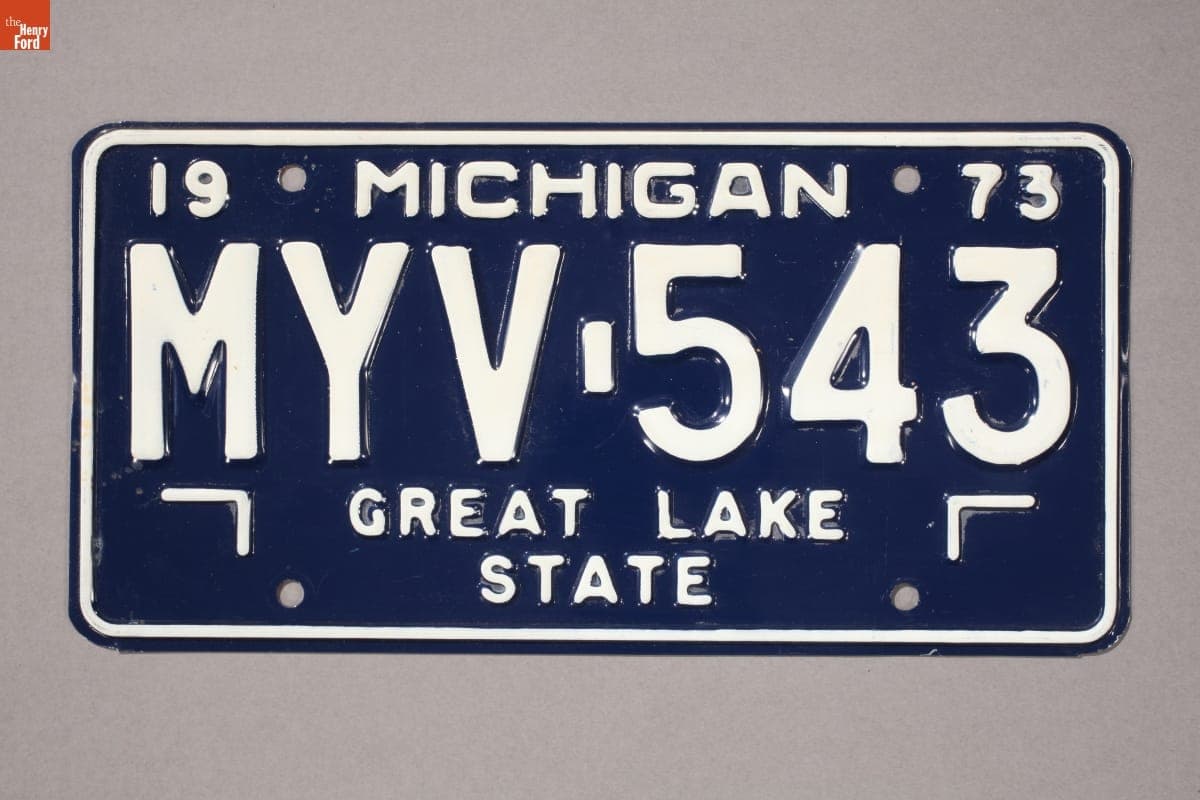 the
Henry
Ford
19 MICHIGAN 73
MYV-543
GREAT LAKE
STATE